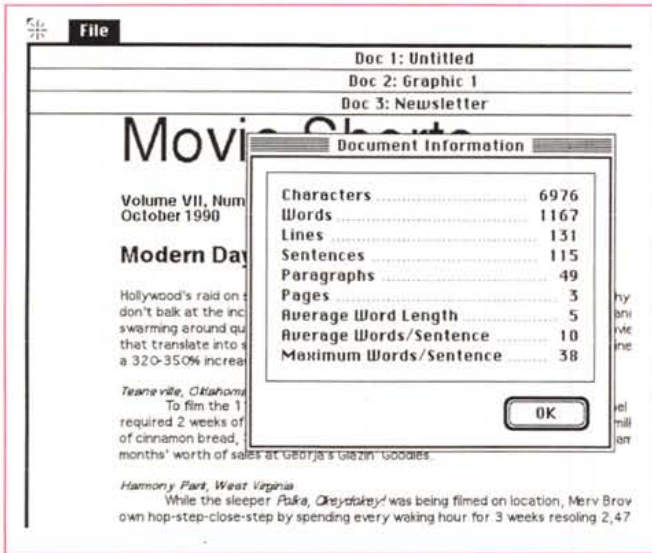 File
Doc 1: Untitled
Doc 2: Graphic 1
Doc 3: Newsletter
Movie Shorts
Document Information
Volume VII, Num
October 1990
Characters 6976
Words 1167
Lines 131
Sentences 115
Paragraphs 49
Pages 3
Average Word Length 5
Average Words/Sentence 10
Maximum Words/Sentence 38
OK
Modern Day
Hollywood's raid on
don't balk at the inc
swarming around qu
that translate into s
a 320-350% increa
Teaneville, Oklahoma
To film the 1
required 2 weeks of
of cinnamon bread,
months' worth of sales at Georja's Glazin' Goodies.
Harmony Park, West Virginia
While the sleeper Polka, Okeydokey! was being filmed on location, Merv Brov
own hop-step-close-step by spending every waking hour for 3 weeks resoling 2,47